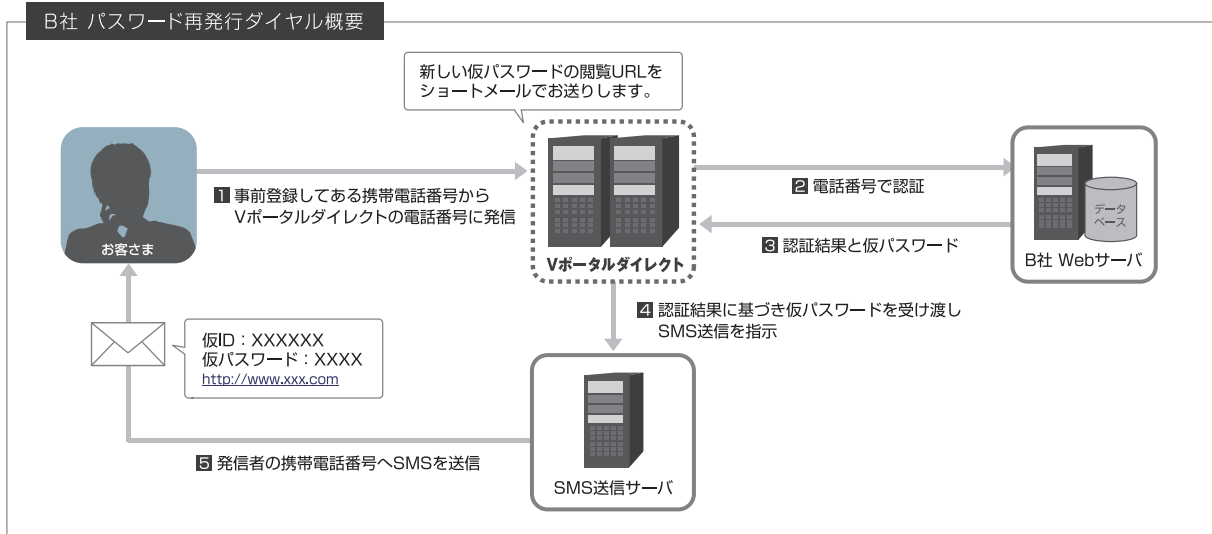 B社 パスワード再発行ダイヤル概要
新しい仮パスワードの閲覧URLを
ショートメールでお送りします。
お客さま
1 事前登録してある携帯電話番号から
Vポータルダイレクトの電話番号に発信
Vポータルダイレクト
2 電話番号で認証
3 認証結果と仮パスワード
データ
ベース
B社 Webサーバ
4 認証結果に基づき仮パスワードを受け渡し
SMS送信を指示
仮ID：XXXXXX
仮パスワード：XXXX
http://www.xxx.com
5 発信者の携帯電話番号へSMSを送信
SMS送信サーバ